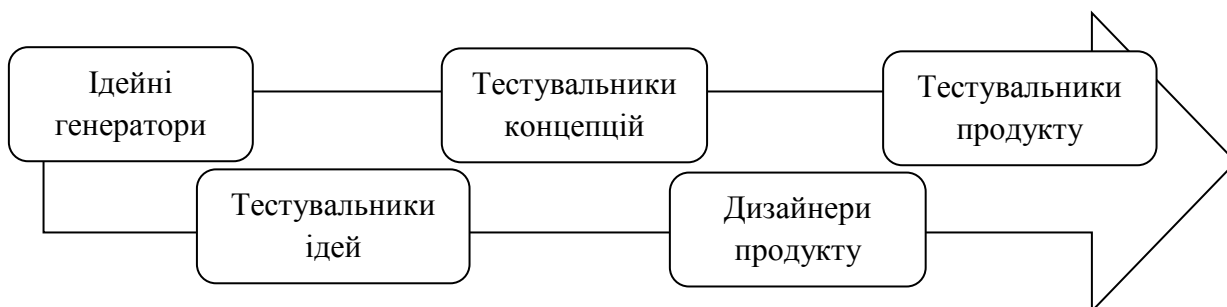 Ідейні
генератори
Тестувальники
ідей
Тестувальники
концепцій
Дизайнери
продукту
Тестувальники
продукту